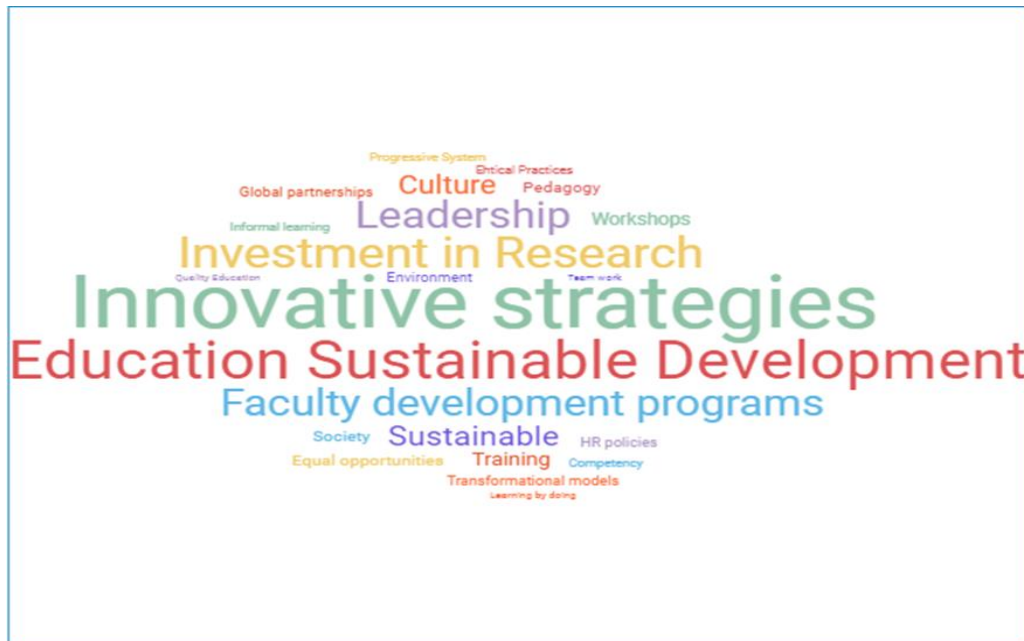 Progressive System
Ehtical Practices
Culture Pedagogy
Global partnerships
Leadership Workshops
Informal learning
Investment in Research
Quality Education Environment Team work
Innovative strategies
Education Sustainable Development
Faculty development programs
Society Sustainable HR policies
Equal opportunities Training Competency
Transformational models
Learning by doing